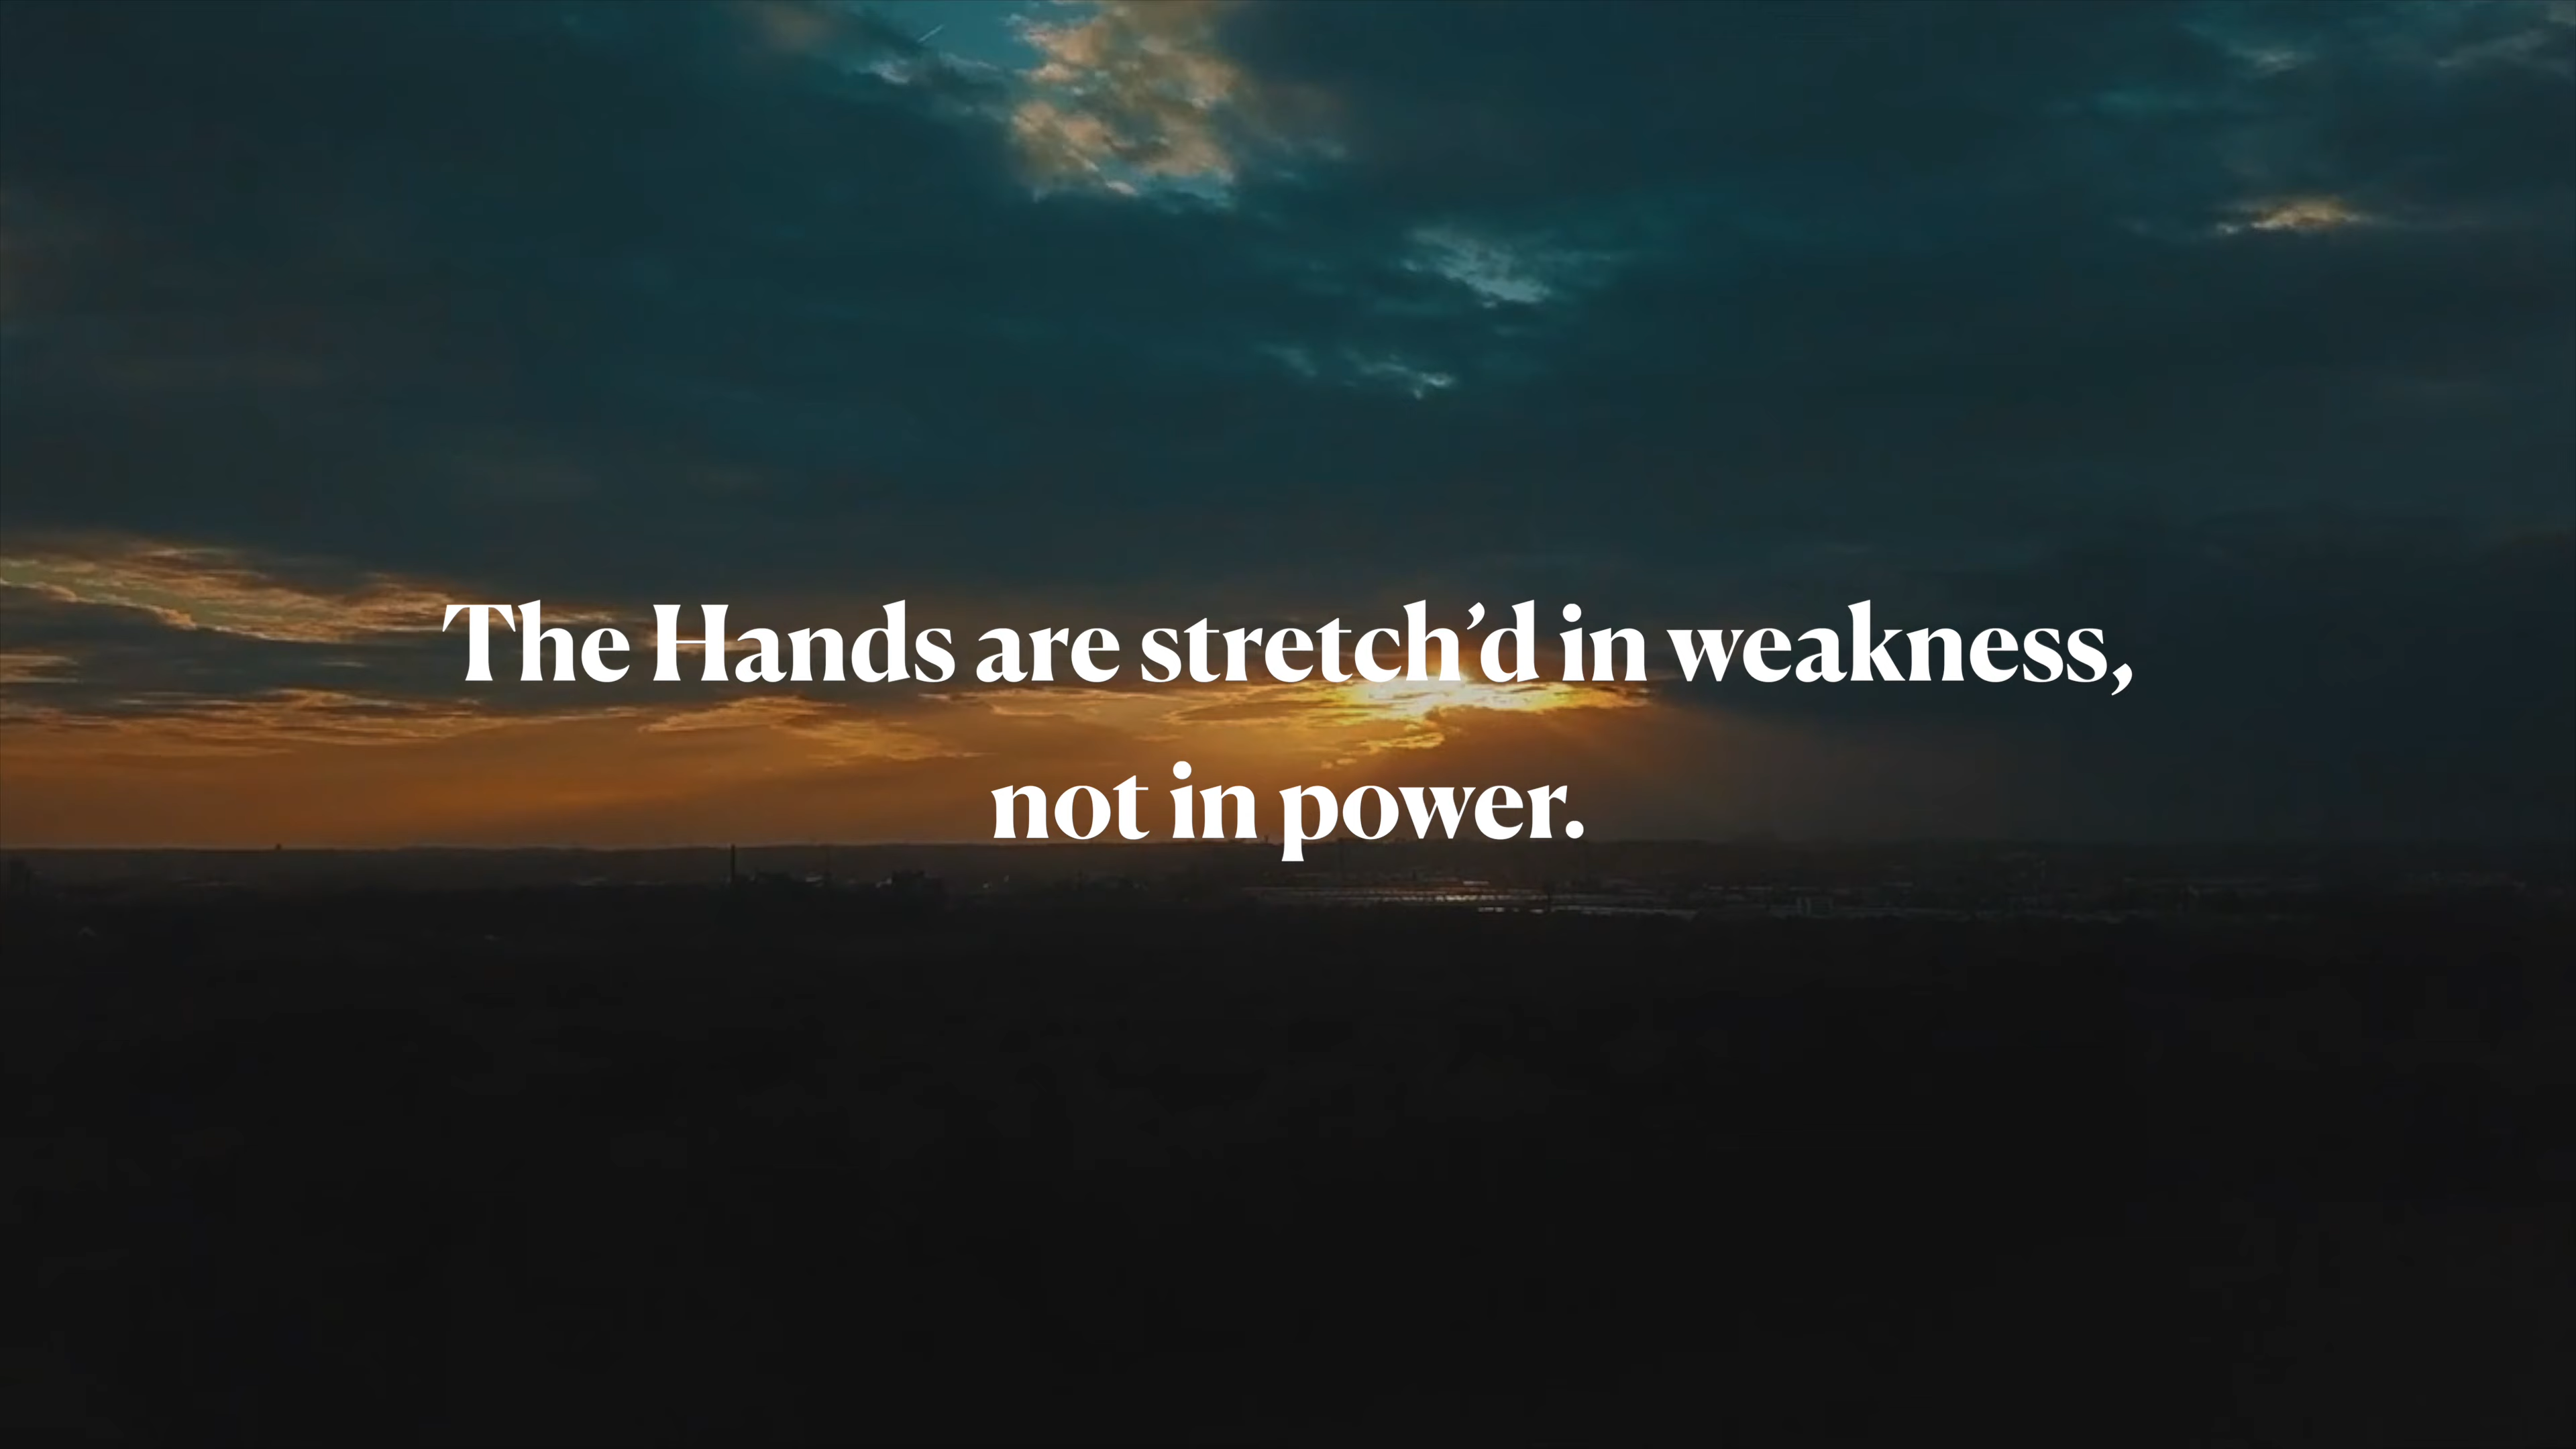 The Hands are stretch’d in weakness,
not in power.